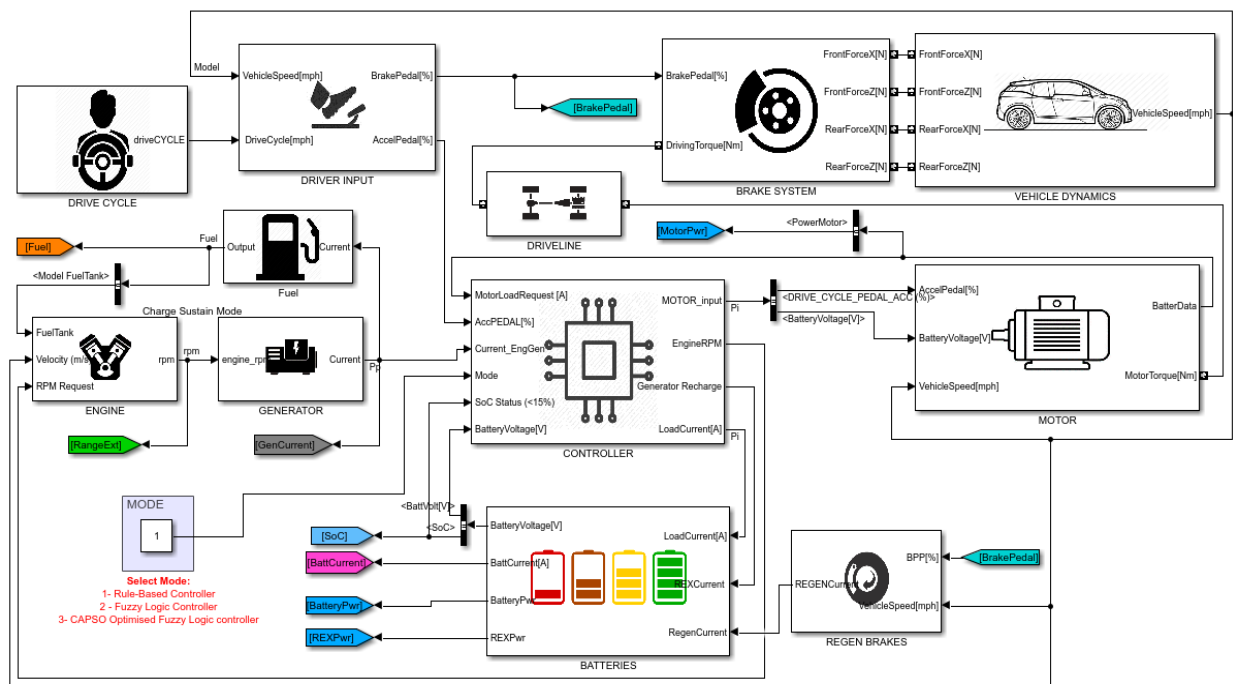 Model
VehicleSpeed[mph]
BrakePedal[%]
DriveCycle[mph]
AccelPedal[%]
DRIVER INPUT
driveCYCLE
DRIVE CYCLE
[BrakePedal]
BrakePedal[%]
DrivingTorque[Nm]
FrontForceX[N]
FrontForceZ[N]
RearForceX[N]
RearForceZ[N]
BRAKE SYSTEM
FrontForceX[N]
FrontForceZ[N]
RearForceX[N]
RearForceZ[N]
VehicleSpeed[mph]
VEHICLE DYNAMICS
DRIVELINE
[Fuel]
Fuel
Output
Current
Fuel
<Model FuelTank>
[MotorPwr]
<PowerMotor>
Charge Sustain Mode
FuelTank
Velocity (m/s
RPM Request
rpm
ENGINE
rpm
engine_rpm
Current
GENERATOR
Pp
[RangeExt]
[GenCurrent]
MotorLoadRequest [A]
AccPEDAL[%]
Current_EngGen
Mode
SoC Status (<15%)
BatteryVoltage[V]
MOTOR_input
EngineRPM
Generator Recharge
LoadCurrent[A]
CONTROLLER
Pi
Pi
<DRIVE_CYCLE_PEDAL_ACC (%)>
<BatteryVoltage[V]>
AccelPedal[%]
BatteryVoltage[V]
VehicleSpeed[mph]
BatterData
MotorTorque[Nm]
MOTOR
MODE
1
Select Mode:
1- Rule-Based Controller
2 - Fuzzy Logic Controller
3- CAPSO Optimised Fuzzy Logic controller
<BattVolt[V]>
<SoC>
[SoC]
[BattCurrent]
[BatteryPwr]
[REXPwr]
BatteryVoltage[V]
BattCurrent[A]
BatteryPwr
REXPwr
LoadCurrent[A]
REXCurrent
RegenCurrent
BATTERIES
REGENCurrent
BPP[%]
VehicleSpeed[mph]
REGEN BRAKES
[BrakePedal]